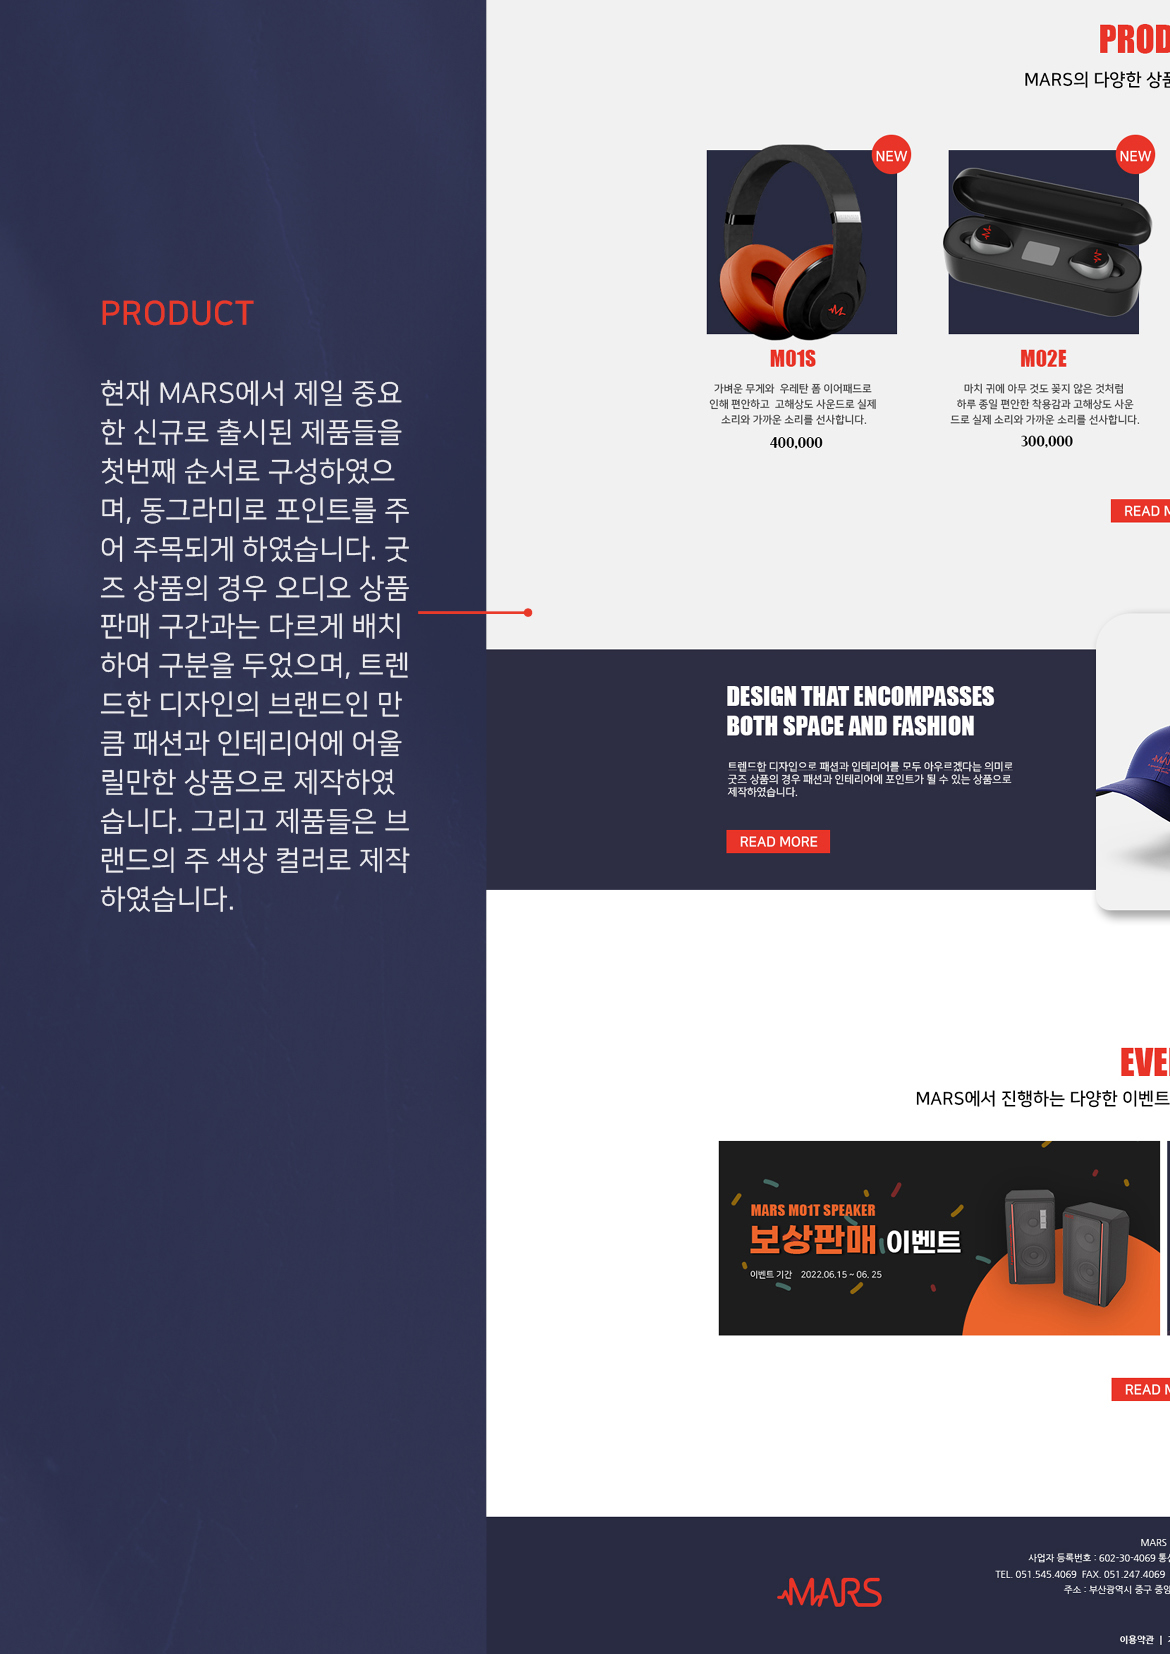 PRODUCT
현재 MARS에서 제일 중요
한 신규로 출시된 제품들을
첫번째 순서로 구성하였으
며, 동그라미로 포인트를 주
어 주목되게 하였습니다. 굿
즈 상품의 경우 오디오 상품
판매 구간과는 다르게 배치
하여 구분을 두었으며, 트렌
드한 디자인의 브랜드인 만
큼 패션과 인테리어에 어울
릴만한 상품으로 제작하였
습니다. 그리고 제품들은 브
랜드의 주 색상 컬러로 제작
하였습니다.
PROD
MARS의 다양한 상품
NEW
NEW
M01S
가벼운 무게와 우레탄 폼 이어패드로
인해 편안하고 고해상도 사운드로 실제
소리와 가까운 소리를 선사합니다.
400,000
M02E
마치 귀에 아무 것도 꽂지 않은 것처럼
하루 종일 편안한 착용감과 고해상도 사운
드로 실제 소리와 가까운 소리를 선사합니다.
300,000
READ M
DESIGN THAT ENCOMPASSES
BOTH SPACE AND FASHION
트렌드한 디자인으로 패션과 인테리어를 모두 아우르겠다는 의미로
굿즈 상품의 경우 패션과 인테리어에 포인트가 될 수 있는 상품으로
제작하였습니다.
READ MORE
EVE
MARS에서 진행하는 다양한 이벤트
MARS M01T SPEAKER
보상판매 이벤트
이벤트 기간 2022.06.15 ~ 06. 25
READ M
MARS
MARS
사업자 등록번호 : 602-30-4069 통신
TEL. 051.545.4069 FAX. 051.247.4069
주소 : 부산광역시 중구 중앙
이용약관 |